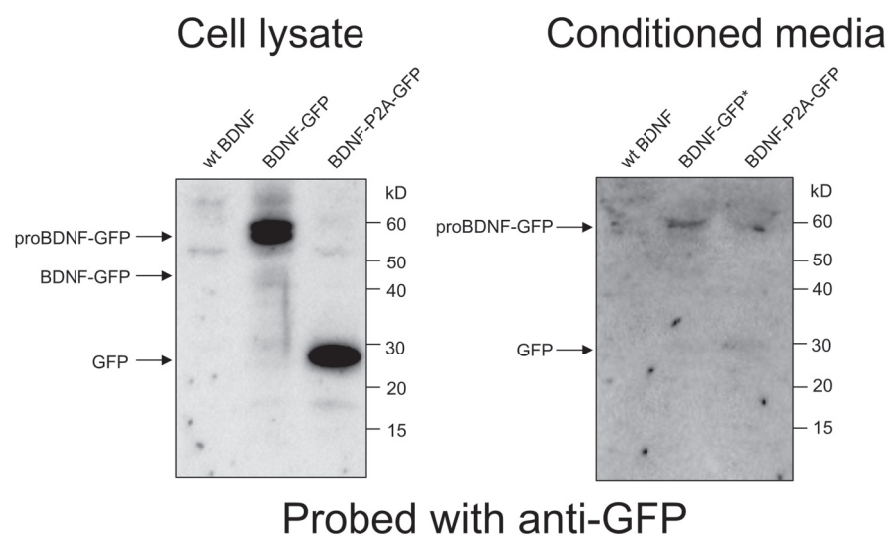 Cell lysate
wt BDNF
BDNF-GFP
BDNF-P2A-GFP
kD
proBDNF-GFP
BDNF-GFP
GFP
60
50
40
30
20
15
Conditioned media
wt BDNF
BDNF-GFP*
BDNF-P2A-GFP
kD
proBDNF-GFP
GFP
60
50
40
30
20
15
Probed with anti-GFP